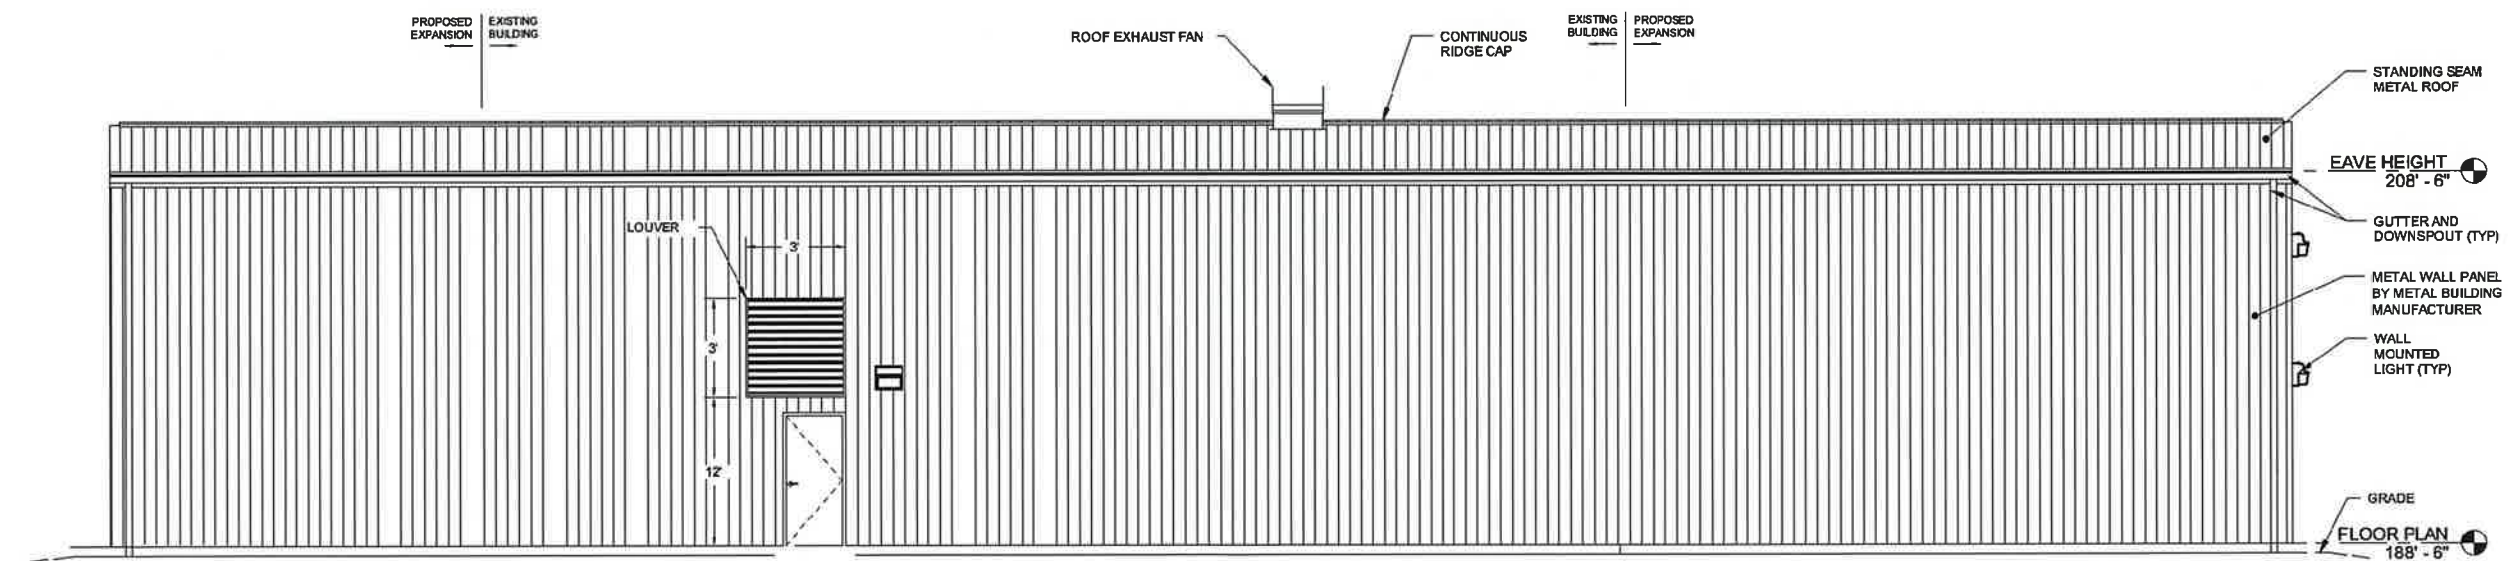 PROPOSED
EXPANSION
EXISTING
BUILDING
ROOF EXHAUST FAN
CONTINUOUS
RIDGE CAP
EXISTING
BUILDING
PROPOSED
EXPANSION
STANDING SEAM
METAL ROOF
EAVE HEIGHT
208' - 6"
GUTTER AND
DOWNSPOUT (TYP)
LOUVER
3'
METAL WALL PANEL
BY METAL BUILDING
MANUFACTURER
3'
WALL
MOUNTED
LIGHT (TYP)
12'
GRADE
FLOOR PLAN
188' - 6"